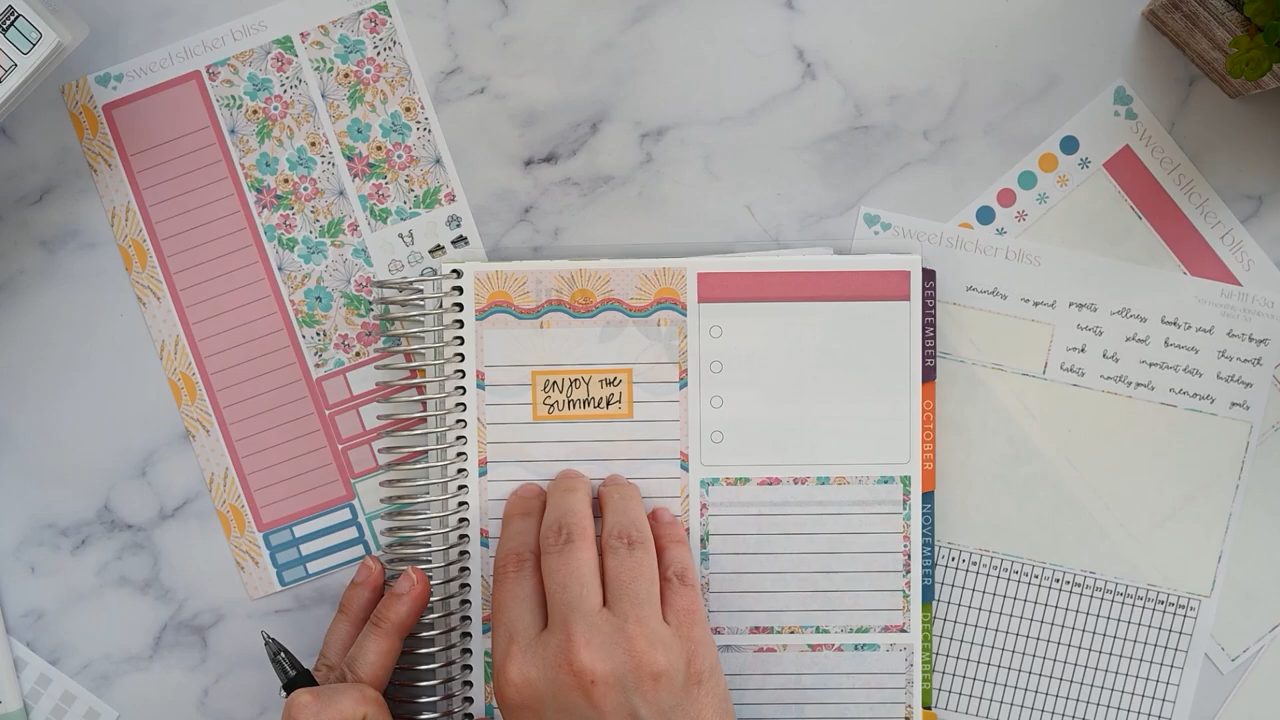 sweet sticker bliss
enjoy the
summer!
SEPTEMBER
OCTOBER
NOVEMBER
DECEMBER
sweet sticker bliss
sweet sticker bliss
reminders no spend projects wellness books to read don't forget
events school finances this month
work kids important dates birthdays
habits monthly goals memories goals